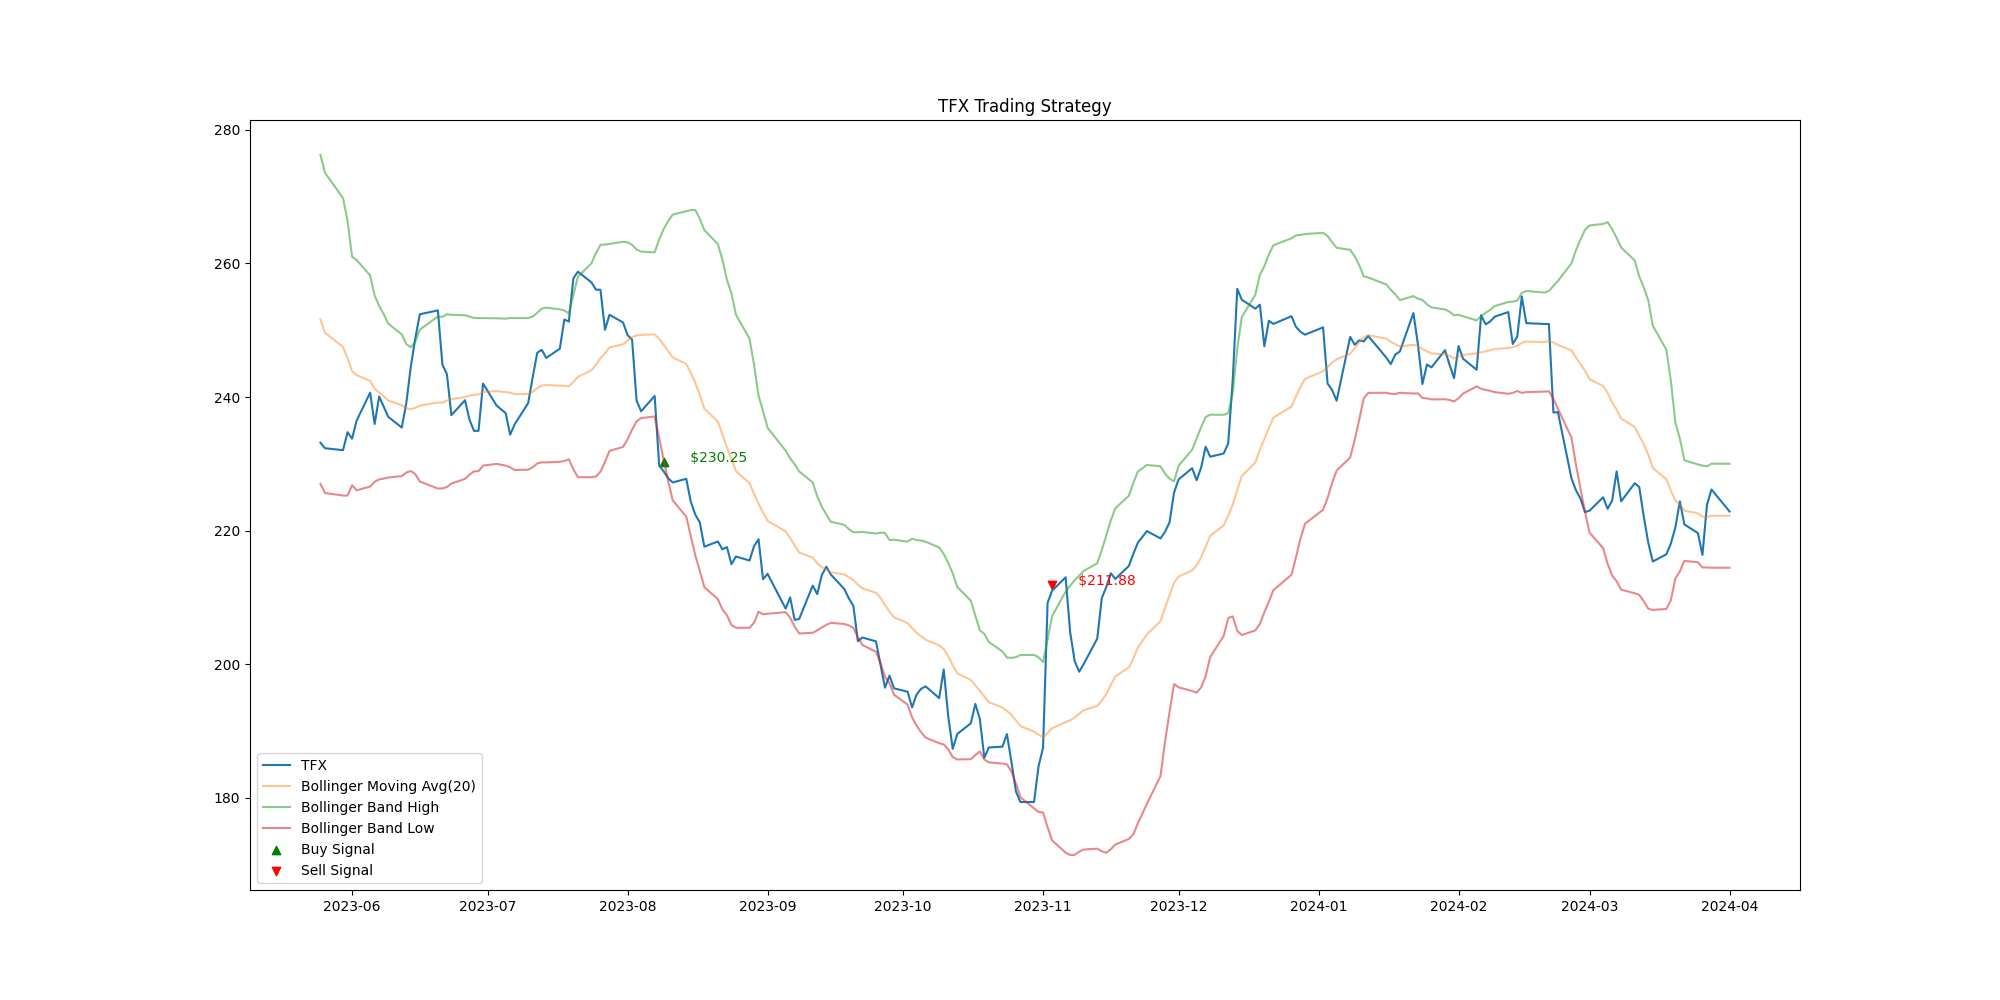 TFX Trading Strategy
280
260
240
220
200
180
$230.25
$211.88
TFX
Bollinger Moving Avg(20)
Bollinger Band High
Bollinger Band Low
Buy Signal
Sell Signal
2023-06 2023-07 2023-08 2023-09 2023-10 2023-11 2023-12 2024-01 2024-02 2024-03 2024-04